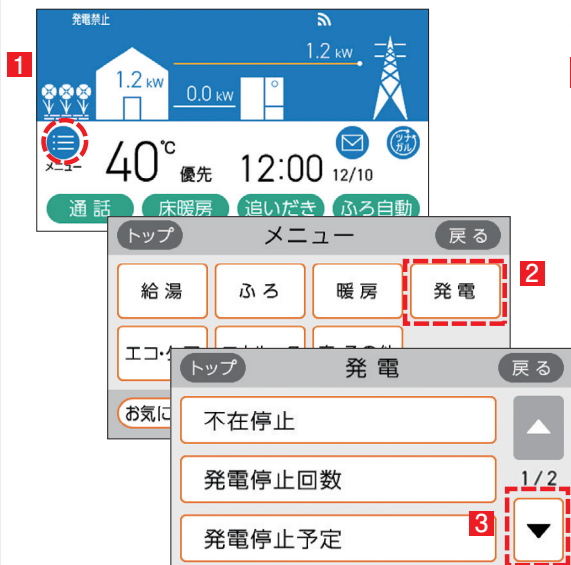 発電禁止
1
1.2 kW
1.2 kW
0.0 kW
メニュー
40℃
優先
12:00
12/10
ツナガル
通話
床暖房
追いだき
ふろ自動
トップ
メニュー
戻る
2
給湯
ふろ
暖房
発電
お気に
トップ
発電
戻る
不在停止
発電停止回数
1/2
発電停止予定
3